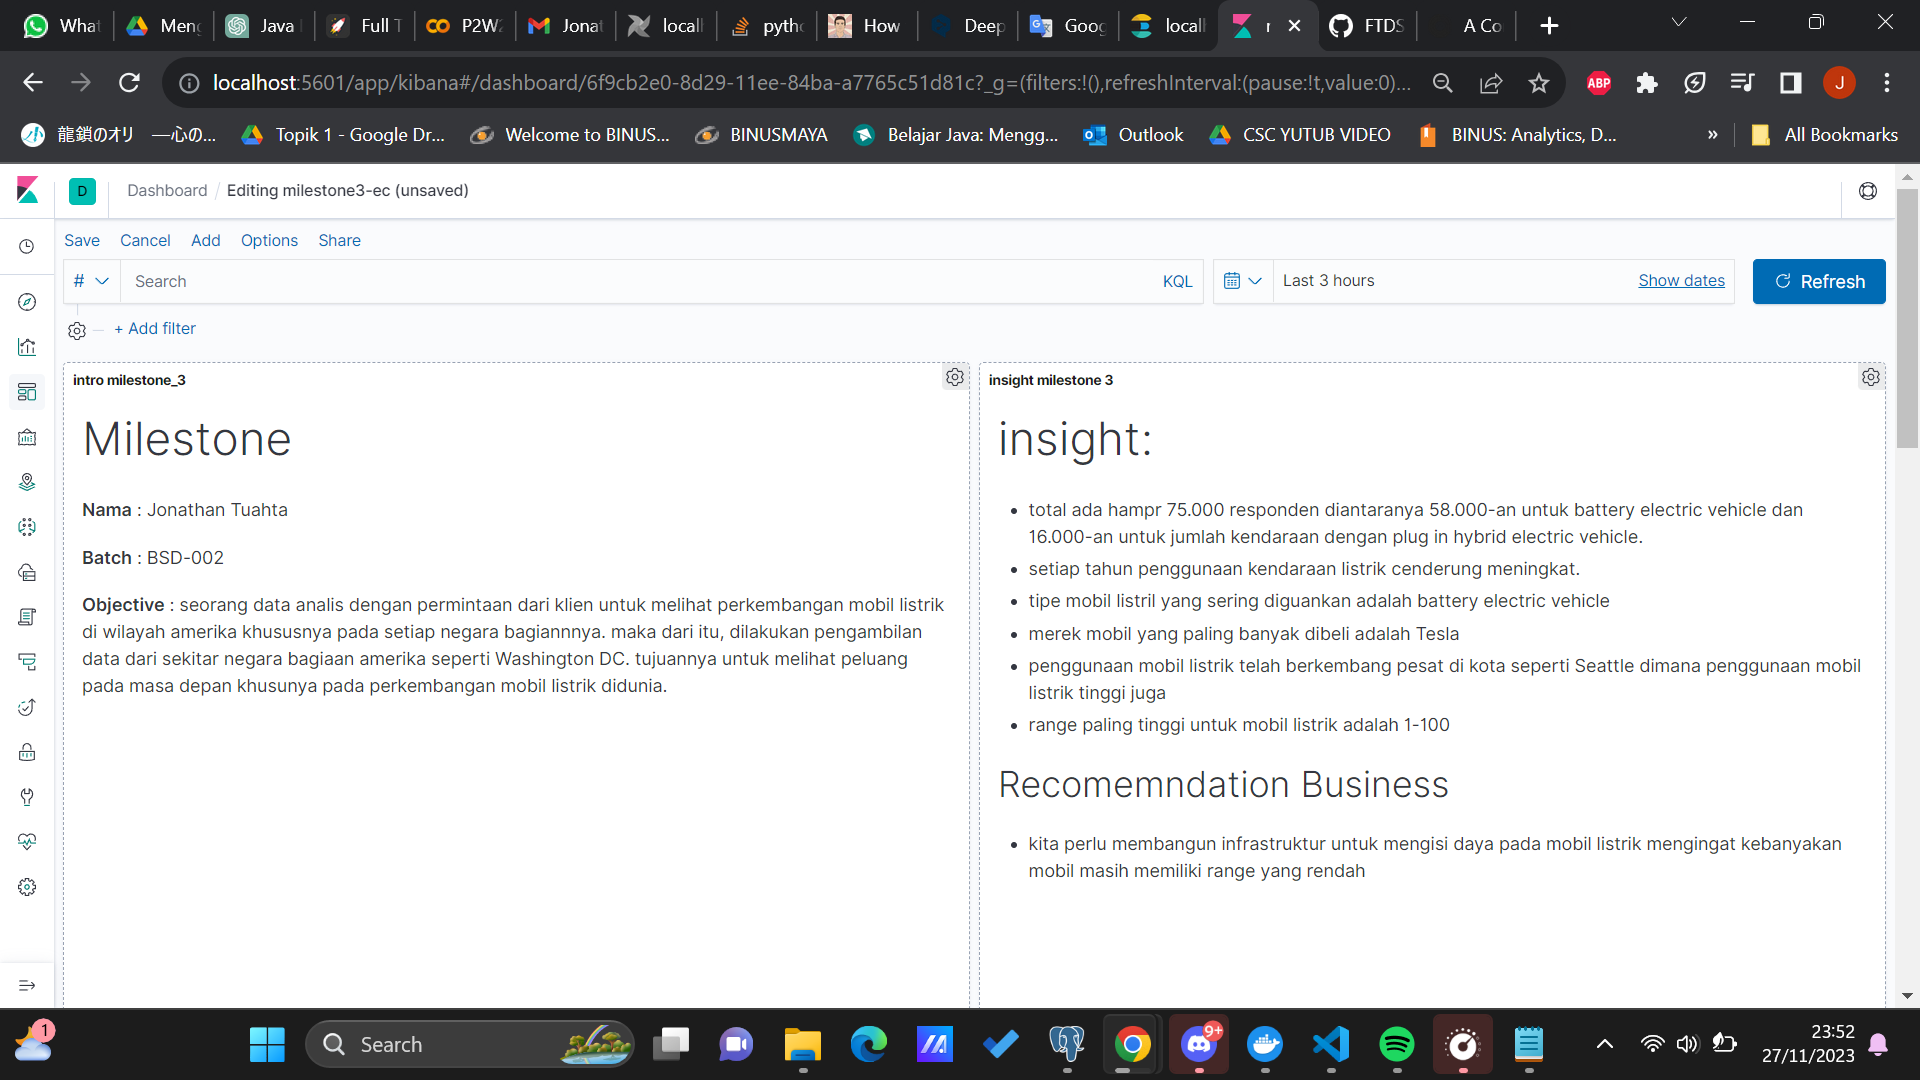 What
Meng
Java
Full T
P2W
Jonat
locall
pytho
How
Deep
Goog
locall
FTDS
A Co
localhost:5601/app/kibana#/dashboard/6f9cb2e0-8d29-11ee-84ba-a7765c51d81c?_g=(filters:!(),refreshInterval:(pause:!t,value:0)...
ABP
J
龍鎖のオリ —心の...
Topik 1 - Google Dr...
Welcome to BINUS...
BINUSMAYA
Belajar Java: Mengg...
Outlook
CSC YUTUB VIDEO
BINUS: Analytics, D...
»
All Bookmarks
D
Dashboard / Editing milestone3-ec (unsaved)
Save Cancel Add Options Share
# Search KQL
Last 3 hours
Show dates
Refresh
+ Add filter
intro milestone_3
Milestone
Nama : Jonathan Tuahta
Batch : BSD-002
Objective : seorang data analis dengan permintaan dari klien untuk melihat perkembangan mobil listrik
di wilayah amerika khususnya pada setiap negara bagiannnya. maka dari itu, dilakukan pengambilan
data dari sekitar negara bagiaan amerika seperti Washington DC. tujuannya untuk melihat peluang
pada masa depan khusunya pada perkembangan mobil listrik didunia.
insight milestone 3
insight:
• total ada hampr 75.000 responden diantaranya 58.000-an untuk battery electric vehicle dan
16.000-an untuk jumlah kendaraan dengan plug in hybrid electric vehicle.
• setiap tahun penggunaan kendaraan listrik cenderung meningkat.
• tipe mobil listril yang sering diguankan adalah battery electric vehicle
• merek mobil yang paling banyak dibeli adalah Tesla
• penggunaan mobil listrik telah berkembang pesat di kota seperti Seattle dimana penggunaan mobil
listrik tinggi juga
• range paling tinggi untuk mobil listrik adalah 1-100
Recomemndation Business
• kita perlu membangun infrastruktur untuk mengisi daya pada mobil listrik mengingat kebanyakan
mobil masih memiliki range yang rendah
1
Search
9+
23:52
27/11/2023